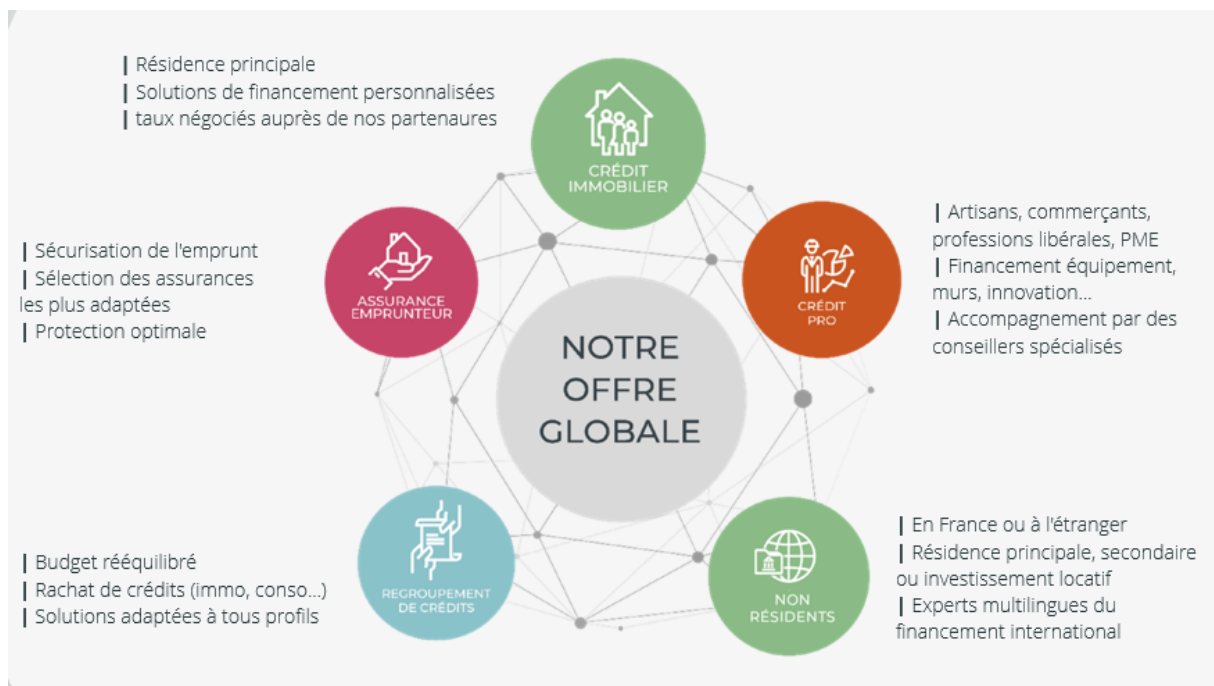 | Résidence principale
| Solutions de financement personnalisées
| taux négociés auprès de nos partenaures
CRÉDIT
IMMOBILIER
| Sécurisation de l'emprunt
| Sélection des assurances
les plus adaptées
| Protection optimale
ASSURANCE
EMPRUNTEUR
CRÉDIT
PRO
| Artisans, commerçants,
professions libérales, PME
| Financement équipement,
murs, innovation...
| Accompagnement par des
conseillers spécialisés
NOTRE
OFFRE
GLOBALE
| Budget rééquilibré
| Rachat de crédits (immo, conso...)
| Solutions adaptées à tous profils
REGROUPEMENT
DE CRÉDITS
NON
RÉSIDENTS
| En France ou à l'étranger
| Résidence principale, secondaire
ou investissement locatif
| Experts multilingues du
financement international